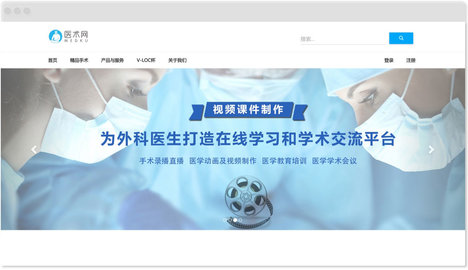 医术网
MESHU
搜索...
首页 精品手术 产品与服务 V-LOC杯 关于我们 登录 注册
视频课件制作
为外科医生打造在线学习和学术交流平台
手术录播直播 医学动画及视频制作 医学教育培训 医学学术会议